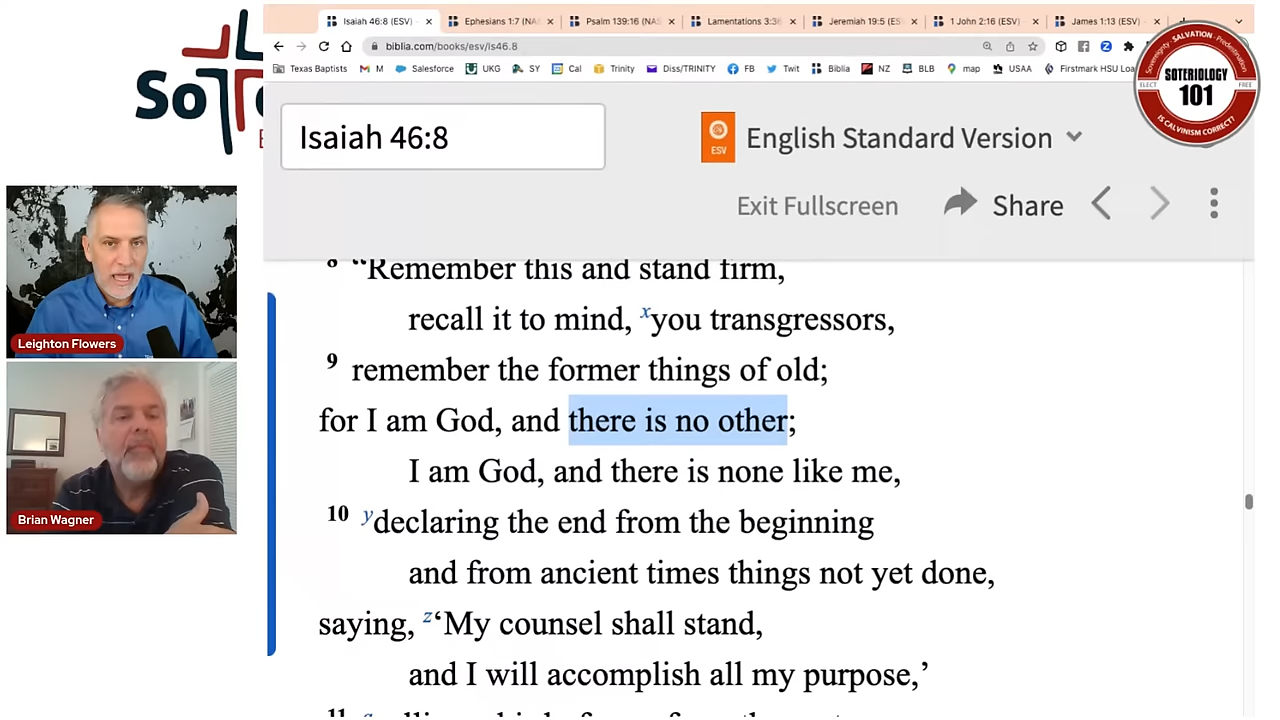 Isaiah 46:8 (ESV) -
Ephesians 1:7 (NA
Psalm 139:16 (NAS
Lamentations 3:3
Jeremiah 19:5 (ES
1 John 2:16 (ESV)
James 1:13 (ESV) -
biblia.com/books/esv/is46.8
Texas Baptists
M
Salesforce
UKG
SY
Cal
Trinity
Diss/TRINITY
FB
Twit
Biblia
NZ
BLB
map
USAA
Firstmark HSU Loa
Sovereignty SALVATION Predestination
SOTERIOLOGY
101
ELECT
FREE
IS CALVINISM CORRECT?
SoTe
E
Isaiah 46:8
ESV
English Standard Version
Exit Fullscreen
Share
8 “Remember this and stand firm,
recall it to mind, x you transgressors,
9 remember the former things of old;
for I am God, and there is no other;
I am God, and there is none like me,
10 y declaring the end from the beginning
and from ancient times things not yet done,
saying, z ‘My counsel shall stand,
and I will accomplish all my purpose,’
11
Leighton Flowers
Brian Wagner